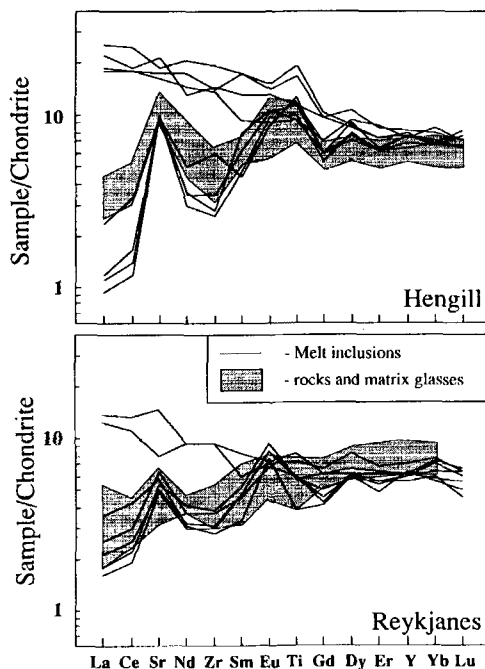 Sample/Chondrite
10
1
Hengill
- Melt inclusions
- rocks and matrix glasses
Sample/Chondrite
10
1
Reykjanes
La Ce Sr Nd Zr Sm Eu Ti Gd Dy Er Y Yb Lu